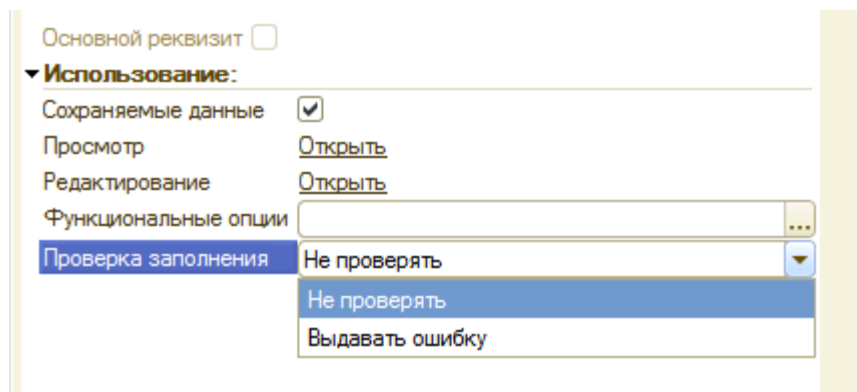 Основной реквизит
Использование:
Сохраняемые данные
Просмотр Открыть
Редактирование Открыть
Функциональные опции ...
Проверка заполнения Не проверять
Не проверять
Выдавать ошибку